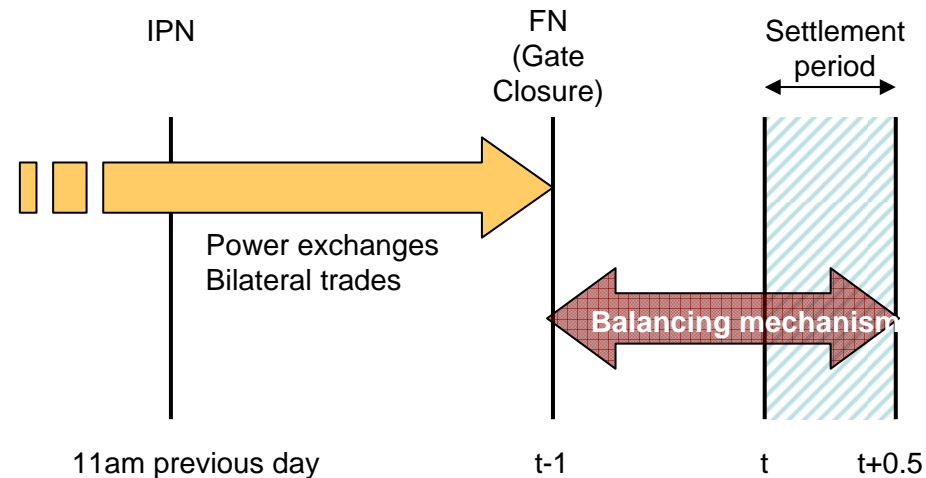 IPN
FN
(Gate
Closure)
Settlement
period
Power exchanges
Bilateral trades
Balancing mechanism
11am previous day
t-1
t
t+0.5